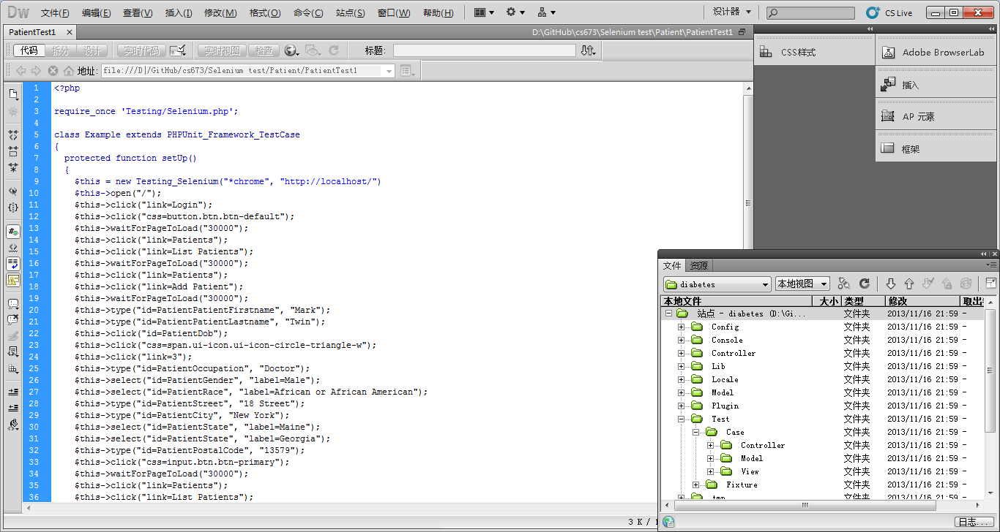 Dw 文件(F) 编辑(E) 查看(V) 插入(I) 修改(M) 格式(O) 命令(C) 站点(S) 窗口(W) 帮助(H) 设计器 CS Live
PatientTest1 × D:\GitHub\cs673\Selenium test\Patient\PatientTest1
代码 拆分 设计 实时代码 实时视图 检查 标题:
地址: file:///D|/GitHub/cs673/Selenium test/Patient/PatientTest1
1 <?php
2
3 require_once 'Testing/Selenium.php';
4
5 class Example extends PHPUnit_Framework_TestCase
6 {
7 protected function setUp()
8 {
9 $this = new Testing_Selenium("*chrome", "http://localhost/")
10 $this->open("/");
11 $this->click("link=Login");
12 $this->click("css=button.btn.btn-default");
13 $this->waitForPageToLoad("30000");
14 $this->click("link=Patients");
15 $this->click("link=List Patients");
16 $this->waitForPageToLoad("30000");
17 $this->click("link=Patients");
18 $this->click("link=Add Patient");
19 $this->waitForPageToLoad("30000");
20 $this->type("id=PatientPatientFirstname", "Mark");
21 $this->type("id=PatientPatientLastname", "Twin");
22 $this->click("id=PatientDob");
23 $this->click("css=span.ui-icon.ui-icon-circle-triangle-w");
24 $this->click("link=3");
25 $this->type("id=PatientOccupation", "Doctor");
26 $this->select("id=PatientGender", "label=Male");
27 $this->select("id=PatientRace", "label=African or African American");
28 $this->type("id=PatientStreet", "18 Street");
29 $this->type("id=PatientCity", "New York");
30 $this->select("id=PatientState", "label=Maine");
31 $this->select("id=PatientState", "label=Georgia");
32 $this->type("id=PatientPostalCode", "13579");
33 $this->click("css=input.btn.btn-primary");
34 $this->waitForPageToLoad("30000");
35 $this->click("link=Patients");
36 $this->click("link=List Patients");
3 K / 1
CSS样式
Adobe BrowserLab
插入
AP 元素
框架
文件 资源
diabetes 本地视图
本地文件 大小 类型 修改 取出
站点 - diabetes (D:\Gi... 文件夹 2013/11/16 21:59 -
Config 文件夹 2013/11/16 21:59 -
Console 文件夹 2013/11/16 21:59 -
Controller 文件夹 2013/11/16 21:59 -
Lib 文件夹 2013/11/16 21:59 -
Locale 文件夹 2013/11/16 21:59 -
Model 文件夹 2013/11/16 21:59 -
Plugin 文件夹 2013/11/16 21:59 -
Test 文件夹 2013/11/16 21:59 -
Case 文件夹 2013/11/16 21:59 -
Controller 文件夹 2013/11/16 21:59 -
Model 文件夹 2013/11/16 21:59 -
View 文件夹 2013/11/16 21:59 -
Fixture 文件夹 2013/11/16 21:59 -
tmp 文件夹 2013/11/16 21:59 -
日志...